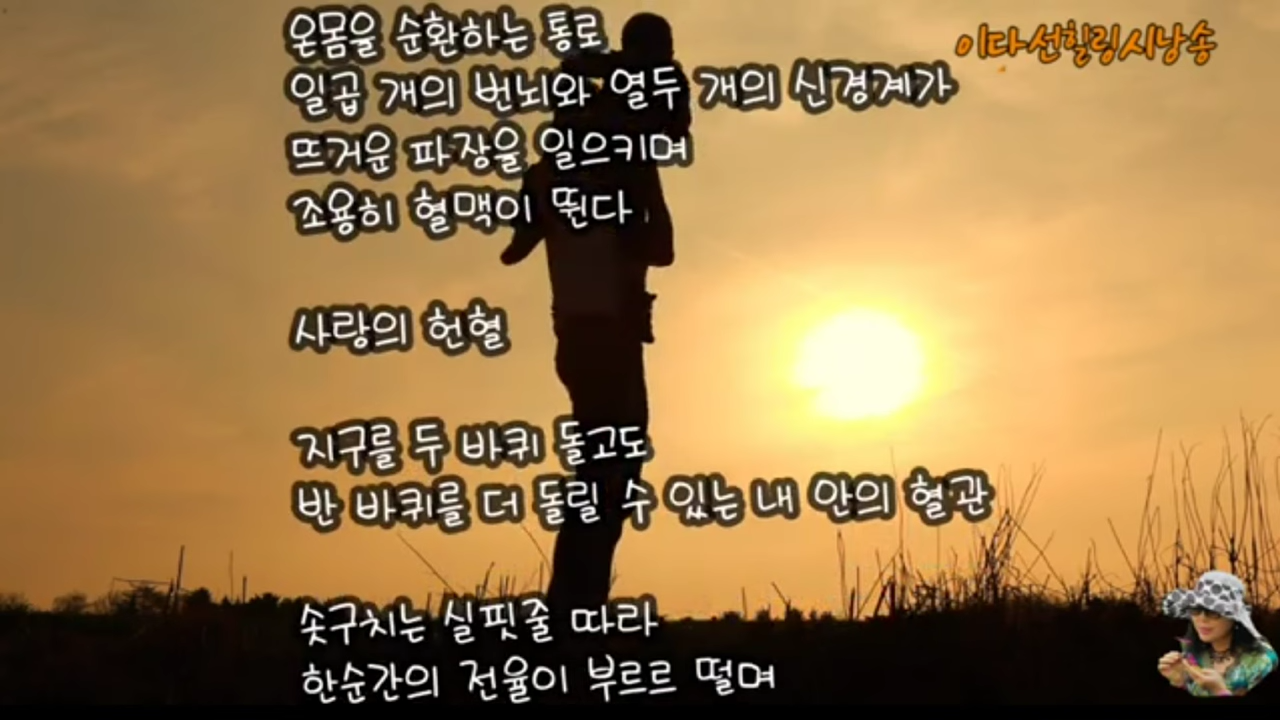 이다선힐링시낭송
온몸을 순환하는 통로
일곱 개의 번뇌와 열두 개의 신경계가
뜨거운 파장을 일으키며
조용히 혈맥이 뛴다
사랑의 헌혈
지구를 두 바퀴 돌고도
반 바퀴를 더 돌릴 수 있는 내 안의 혈관
솟구치는 실핏줄 따라
한순간의 전율이 부르르 떨며